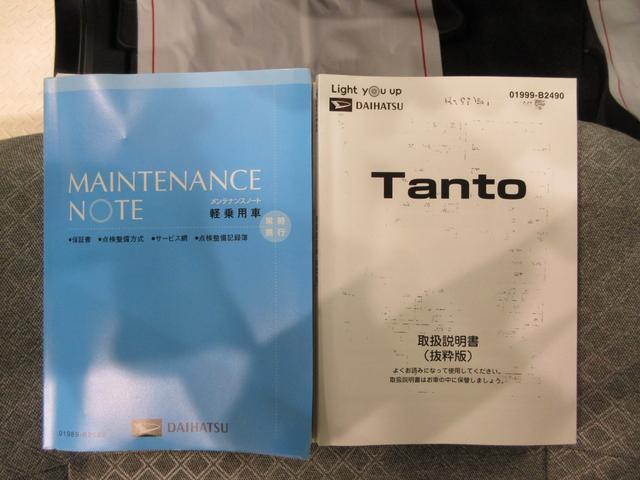 MAINTENANCE
NOTE
メンテナンスノート
軽乗用車
常時
携行
●保証書 ●点検整備方式 ●サービス網 ●点検整備記録簿
DAIHATSU
Light you up
DAIHATSU
01999-B2490
Tanto
取扱説明書
(抜粋版)
よくお読みになって使用してください。
取扱説明書はお車の中に保管しましょう。